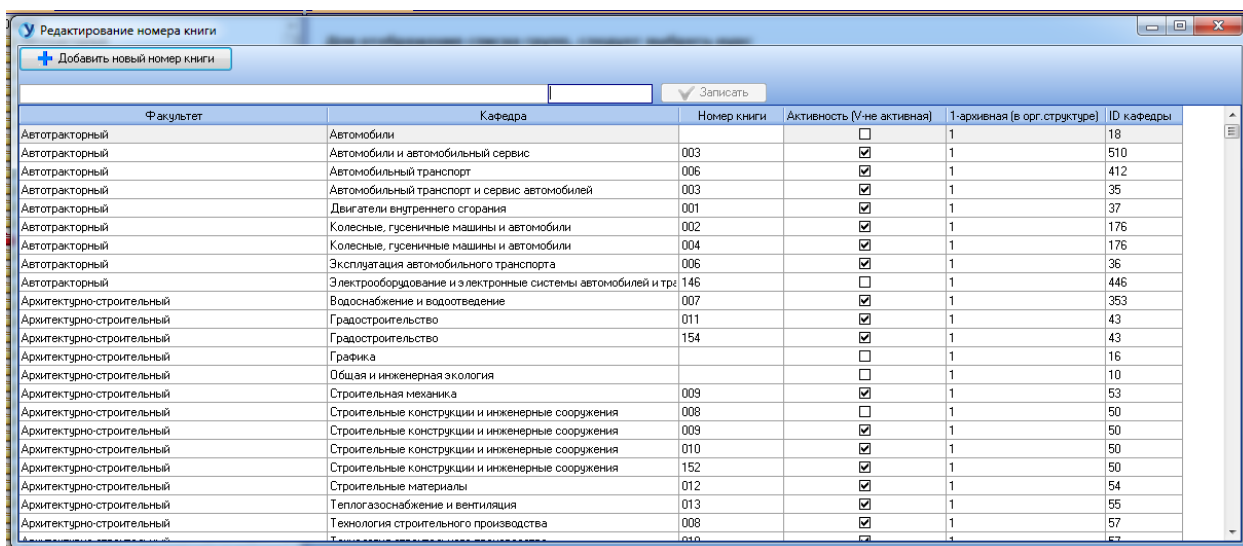 Редактирование номера книги
Добавить новый номер книги
Записать
Факультет Кафедра Номер книги Активность (V-не активная) 1-архивная (в орг.структуре) ID кафедры
Автотракторный Автомобили 1 18
Автотракторный Автомобили и автомобильный сервис 003 1 510
Автотракторный Автомобильный транспорт 006 1 412
Автотракторный Автомобильный транспорт и сервис автомобилей 003 1 35
Автотракторный Двигатели внутреннего сгорания 001 1 37
Автотракторный Колесные, гусеничные машины и автомобили 002 1 176
Автотракторный Колесные, гусеничные машины и автомобили 004 1 176
Автотракторный Эксплуатация автомобильного транспорта 006 1 36
Автотракторный Электрооборудование и электронные системы автомобилей и тра 146 1 446
Архитектурно-строительный Водоснабжение и водоотведение 007 1 353
Архитектурно-строительный Градостроительство 011 1 43
Архитектурно-строительный Градостроительство 154 1 43
Архитектурно-строительный Графика 1 16
Архитектурно-строительный Общая и инженерная экология 1 10
Архитектурно-строительный Строительная механика 009 1 53
Архитектурно-строительный Строительные конструкции и инженерные сооружения 008 1 50
Архитектурно-строительный Строительные конструкции и инженерные сооружения 009 1 50
Архитектурно-строительный Строительные конструкции и инженерные сооружения 010 1 50
Архитектурно-строительный Строительные конструкции и инженерные сооружения 152 1 50
Архитектурно-строительный Строительные материалы 012 1 54
Архитектурно-строительный Теплогазоснабжение и вентиляция 013 1 55
Архитектурно-строительный Технология строительного производства 008 1 57